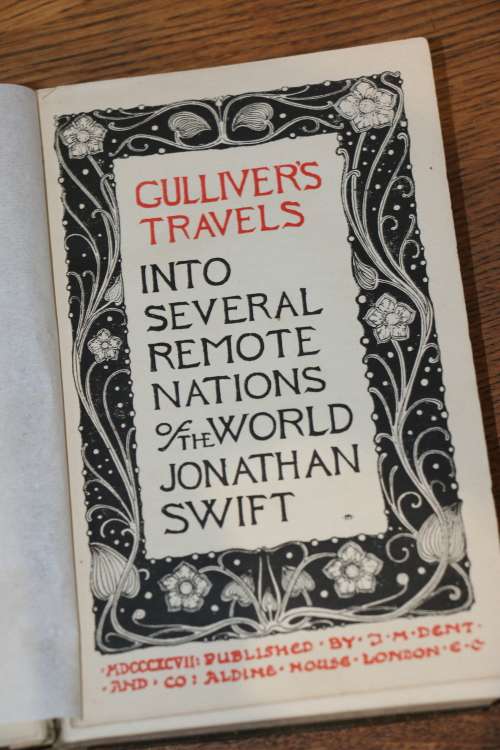 GULLIVER'S
TRAVELS
INTO
SEVERAL
REMOTE
NATIONS
OF THE WORLD
JONATHAN
SWIFT
·MDCCCXCVII: PUBLISHED · BY · J · M · DENT ·
· AND · CO: ALDINE · HOUSE · LONDON · E · C